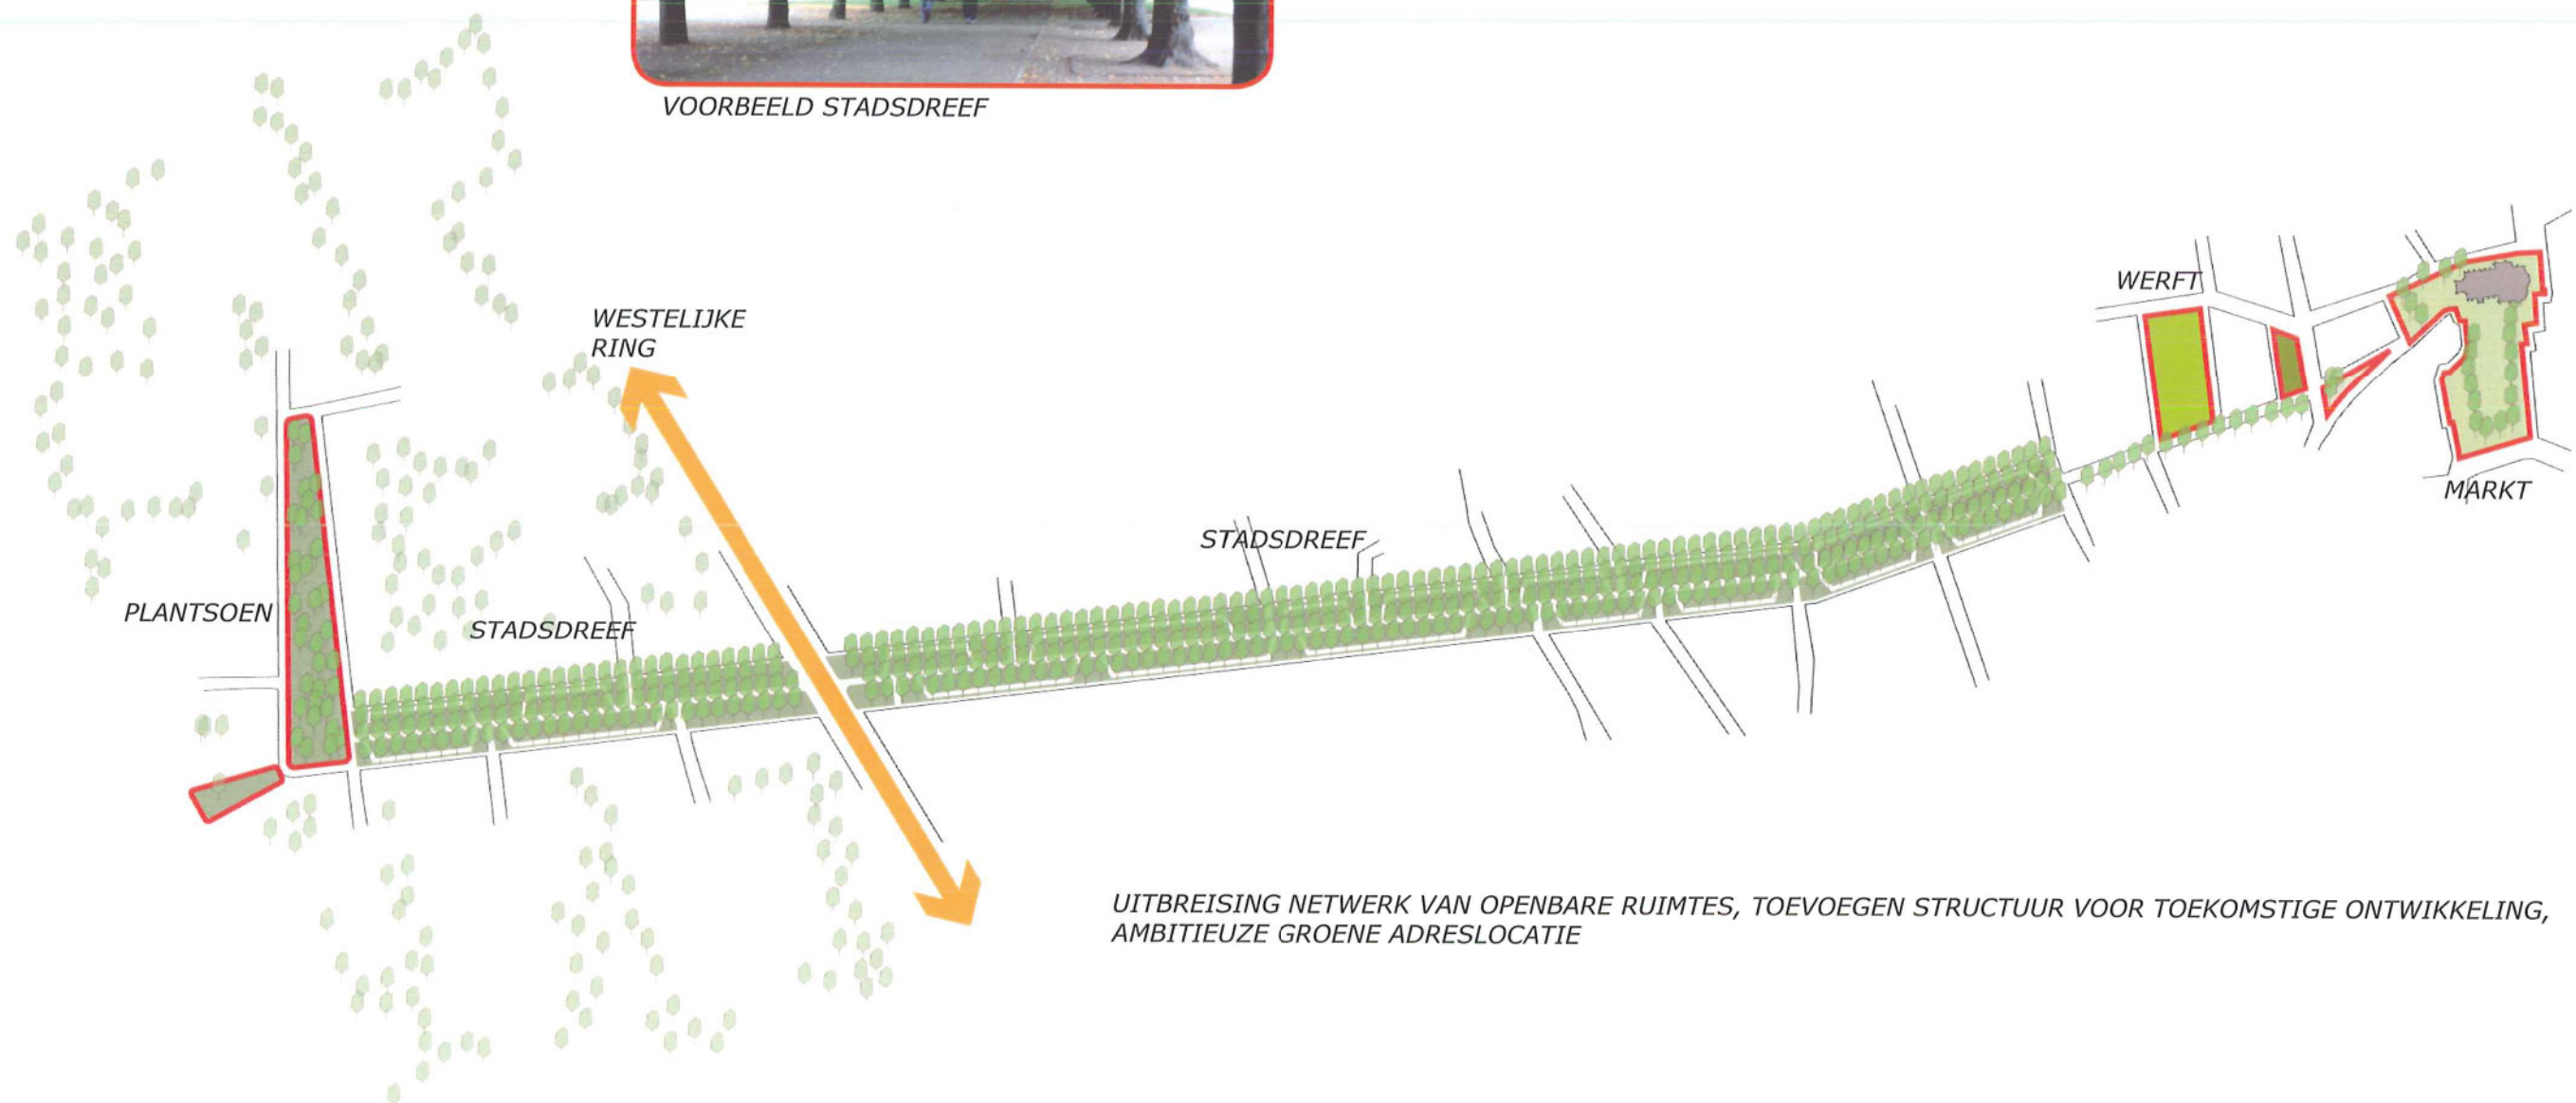 VOORBEELD STADSDREEF
WERFT
WESTELIJKE
RING
MARKT
STADSDREEF
PLANTSOEN
STADSDREEF
UITBREISING NETWERK VAN OPENBARE RUIMTES, TOEVOEGEN STRUCTUUR VOOR TOEKOMSTIGE ONTWIKKELING,
AMBITIEUZE GROENE ADRESLOCATIE